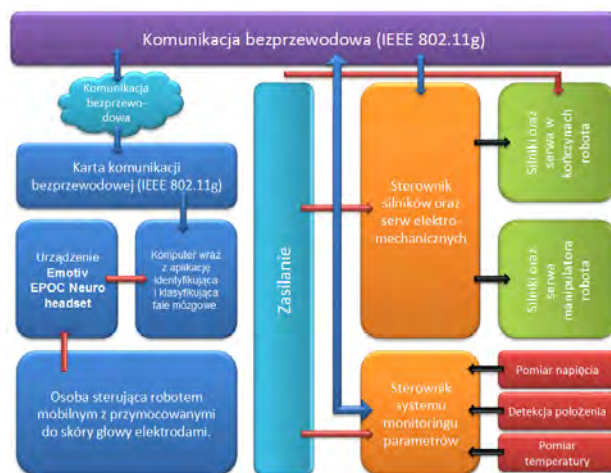 Komunikacja bezprzewodowa (IEEE 802.11g)
Komunikacja
bezprzewo-
dowa
Karta komunikacji
bezprzewodowej (IEEE 802.11g)
Urządzenie
Emotiv
EPOC Neuro
headset
Komputer wraz
z aplikację
identyfikująca
i klasyfikująca
fale mózgowe.
Osoba sterująca robotem
mobilnym z przymocowanymi
do skóry głowy elektrodami.
Zasilanie
Sterownik
silników oraz
serw elektro-
mechanicznych
Sterownik
systemu
monitoringu
parametrów
Silniki oraz
serwa w
kończynach
robota
Silniki oraz
serwa
manipulatora
robota
Pomiar napięcia
Detekcja położenia
Pomiar
temperatury